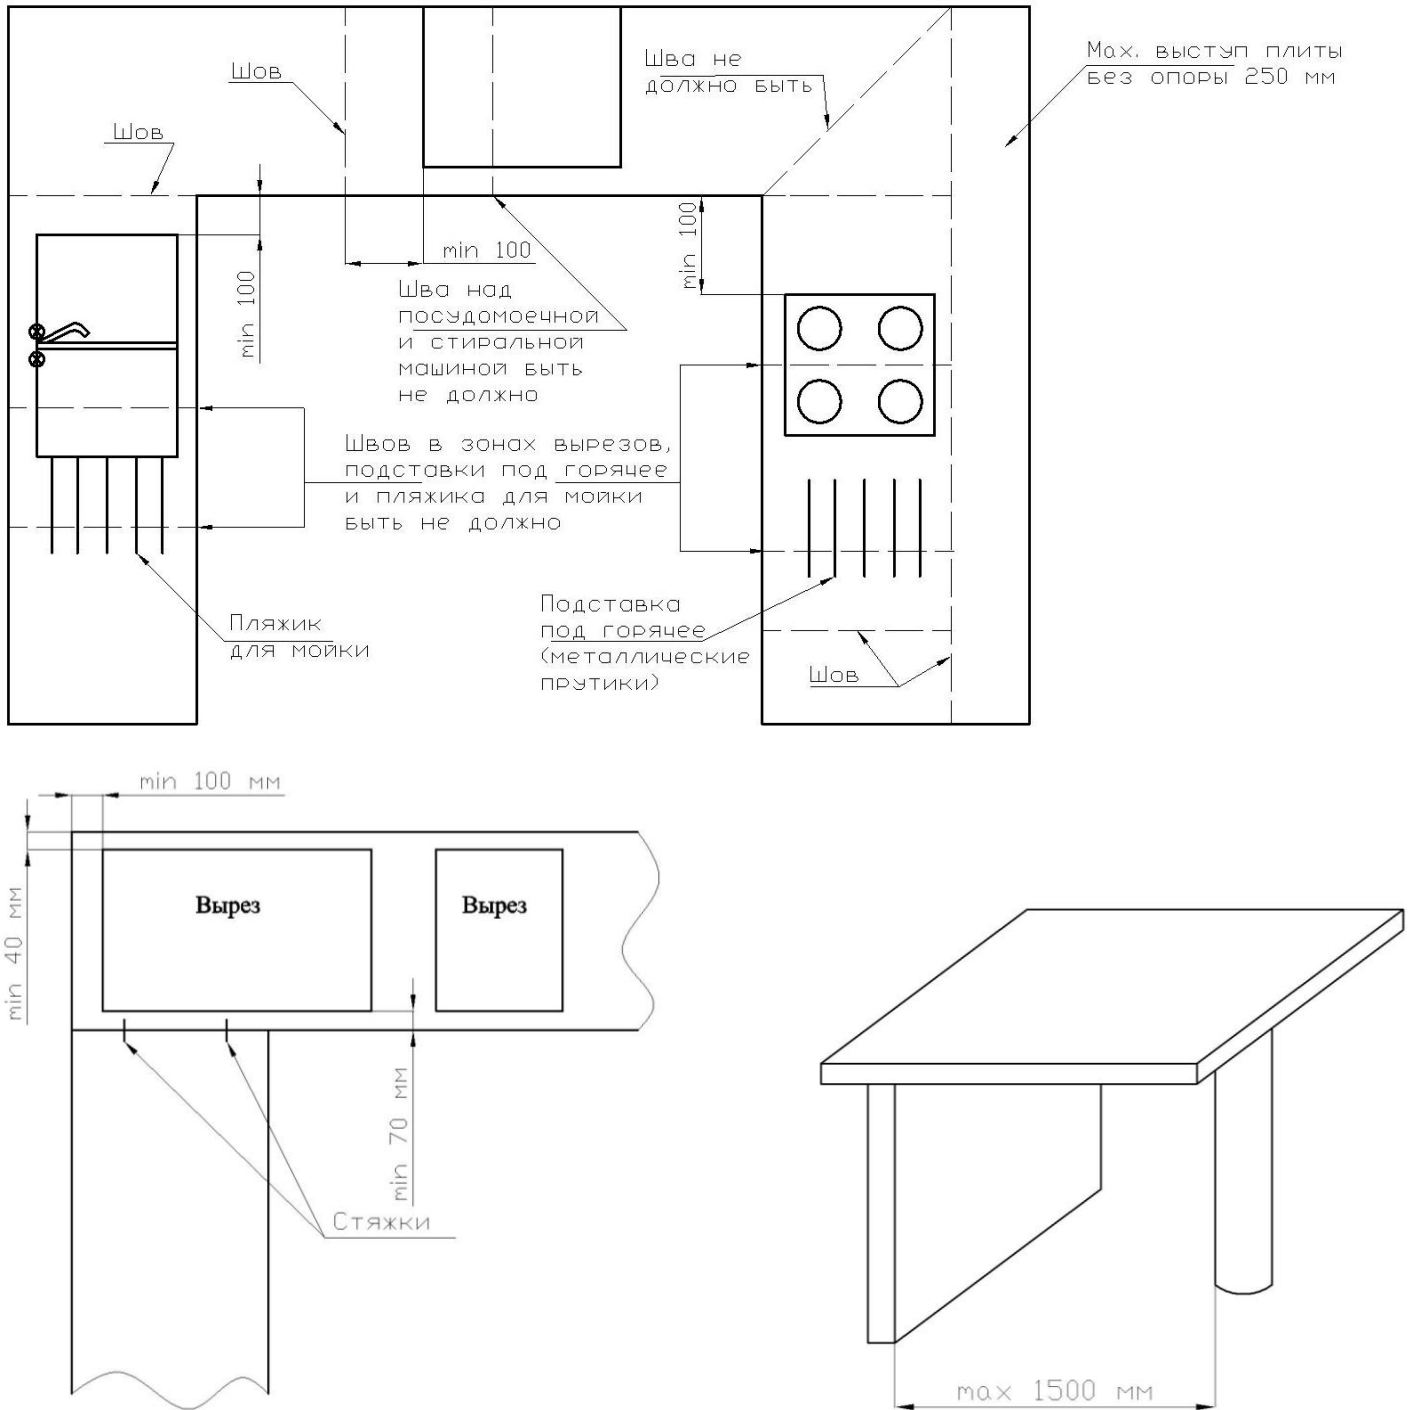 Шов
Шов
Шва не
должно быть
Мах. выступ плиты
без опоры 250 мм
min 100
min 100
min 100
Шва над
посудомоечной
и стиральной
машиной быть
не должно
Швов в зонах вырезов,
подставки под горячее
и пляжика для мойки
быть не должно
Пляжик
для мойки
Подставка
под горячее
(металлические
прутики)
Шов
min 100 мм
min 40 мм
Вырез
Вырез
min 70 мм
Стяжки
max 1500 мм